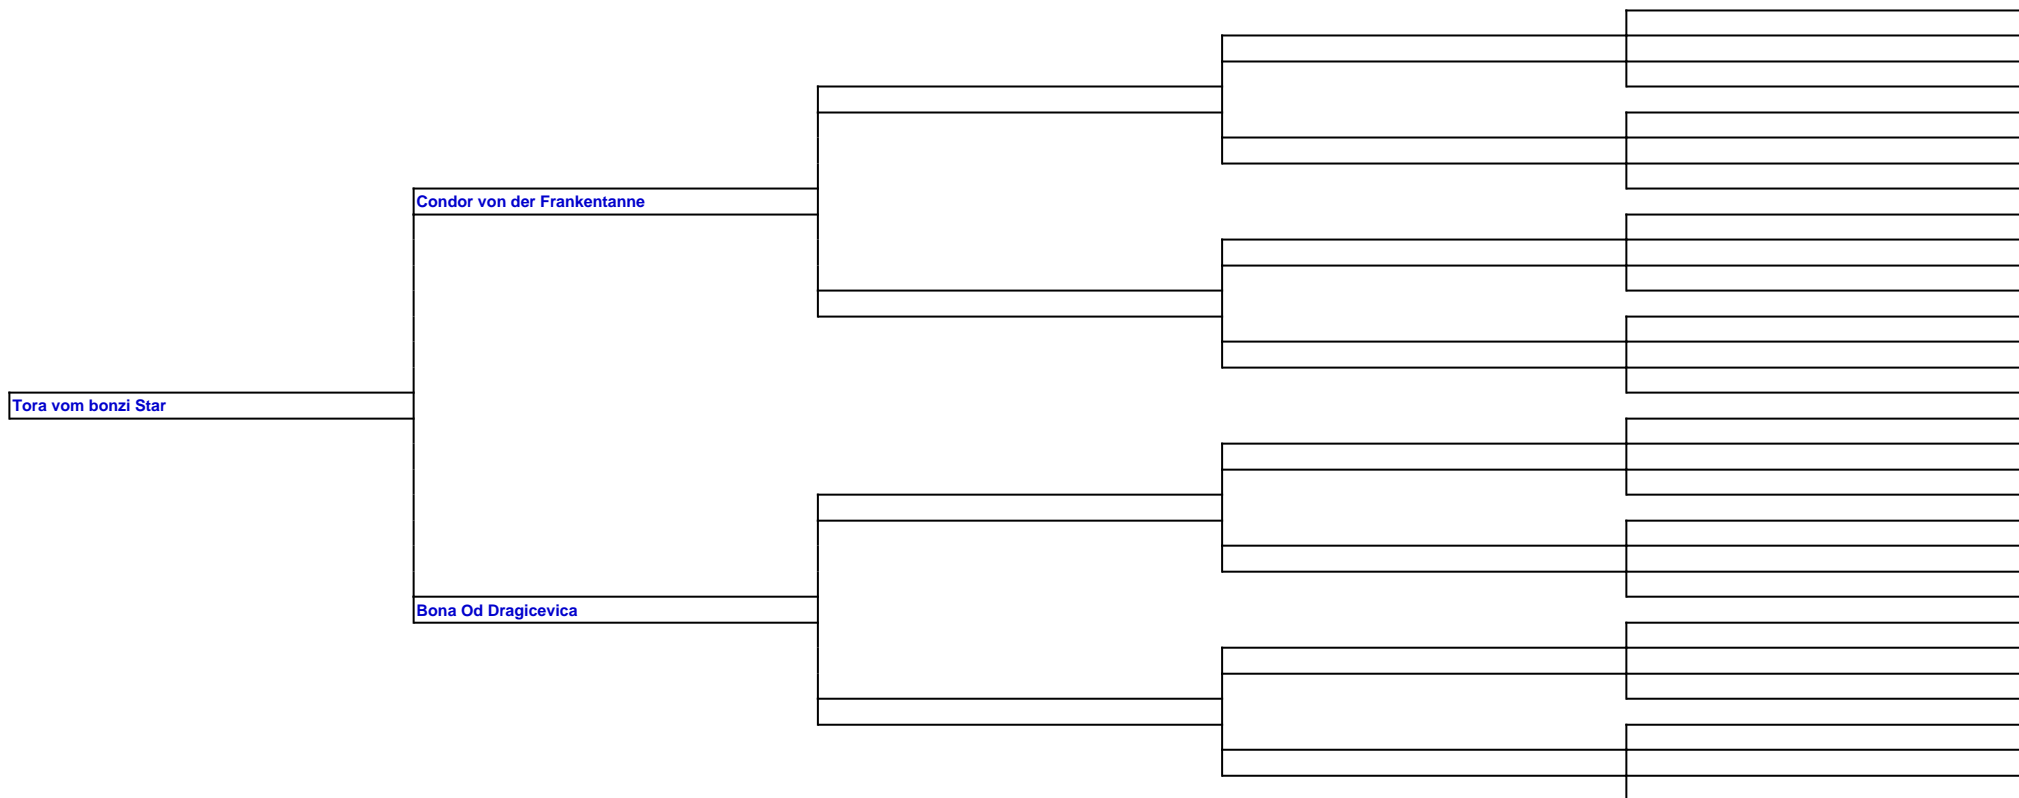 Condor von der Frankentanne
Tora vom bonzi Star
Bona Od Dragicevica